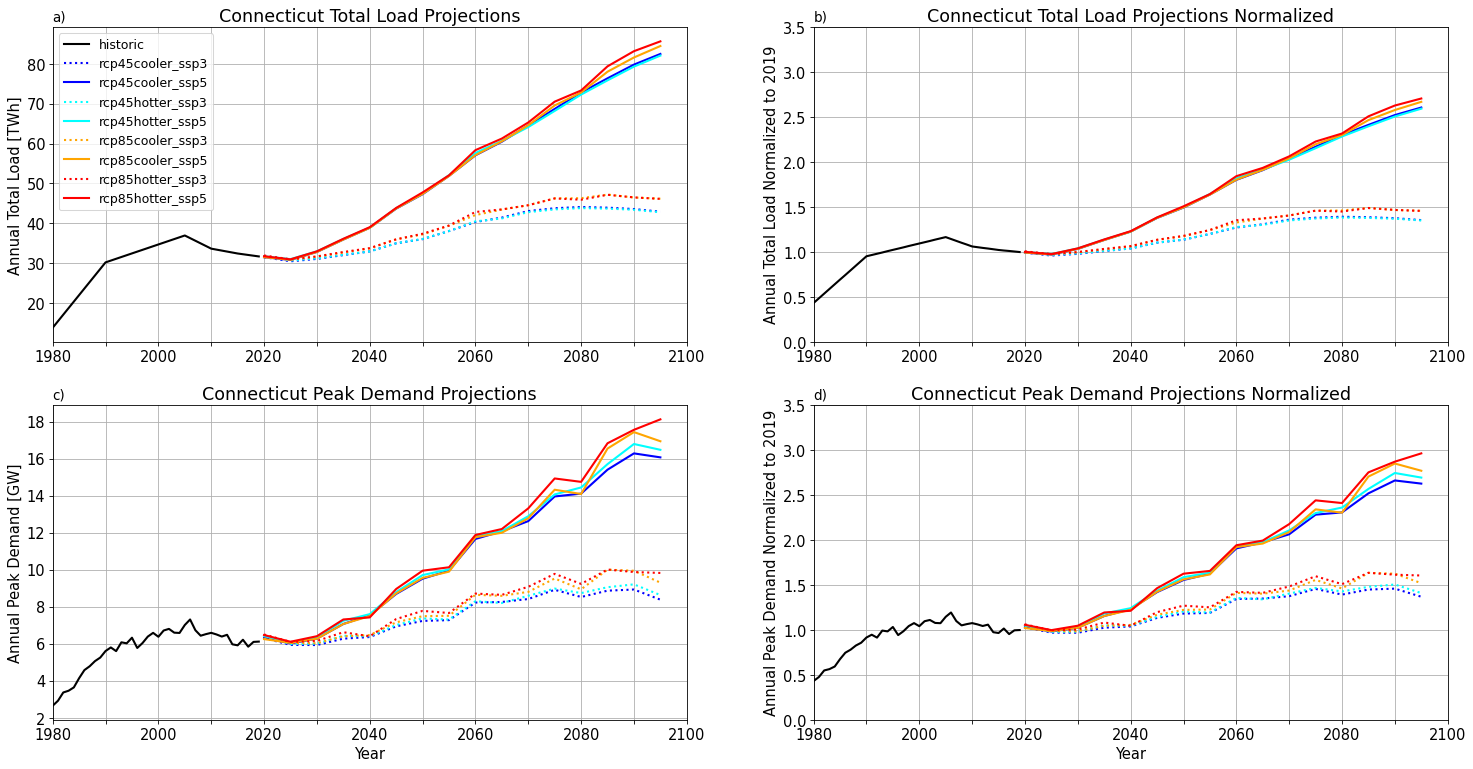 a)
Connecticut Total Load Projections
Annual Total Load [TWh]
80
70
60
50
40
30
20
historic
rcp45cooler_ssp3
rcp45cooler_ssp5
rcp45hotter_ssp3
rcp45hotter_ssp5
rcp85cooler_ssp3
rcp85cooler_ssp5
rcp85hotter_ssp3
rcp85hotter_ssp5
1980 2000 2020 2040 2060 2080 2100
b)
Connecticut Total Load Projections Normalized
Annual Total Load Normalized to 2019
3.5
3.0
2.5
2.0
1.5
1.0
0.5
0.0
1980 2000 2020 2040 2060 2080 2100
c)
Connecticut Peak Demand Projections
Annual Peak Demand [GW]
18
16
14
12
10
8
6
4
2
1980 2000 2020 2040 2060 2080 2100
Year
d)
Connecticut Peak Demand Projections Normalized
Annual Peak Demand Normalized to 2019
3.5
3.0
2.5
2.0
1.5
1.0
0.5
0.0
1980 2000 2020 2040 2060 2080 2100
Year